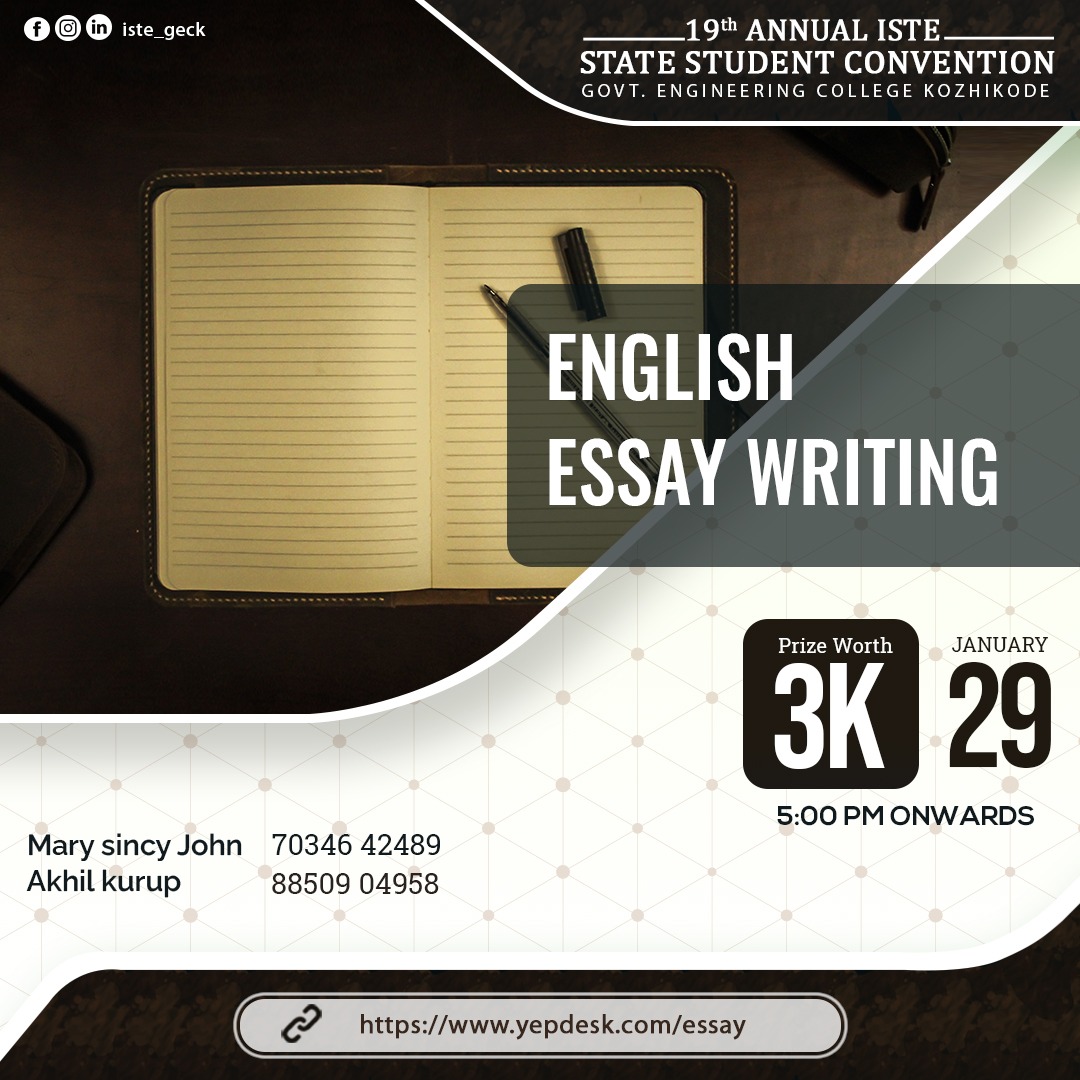 iste_geck
19th ANNUAL ISTE
STATE STUDENT CONVENTION
GOVT. ENGINEERING COLLEGE KOZHIKODE
ENGLISH
ESSAY WRITING
Prize Worth
3K
JANUARY
29
5:00 PM ONWARDS
Mary sincy John 70346 42489
Akhil kurup 88509 04958
https://www.yepdesk.com/essay